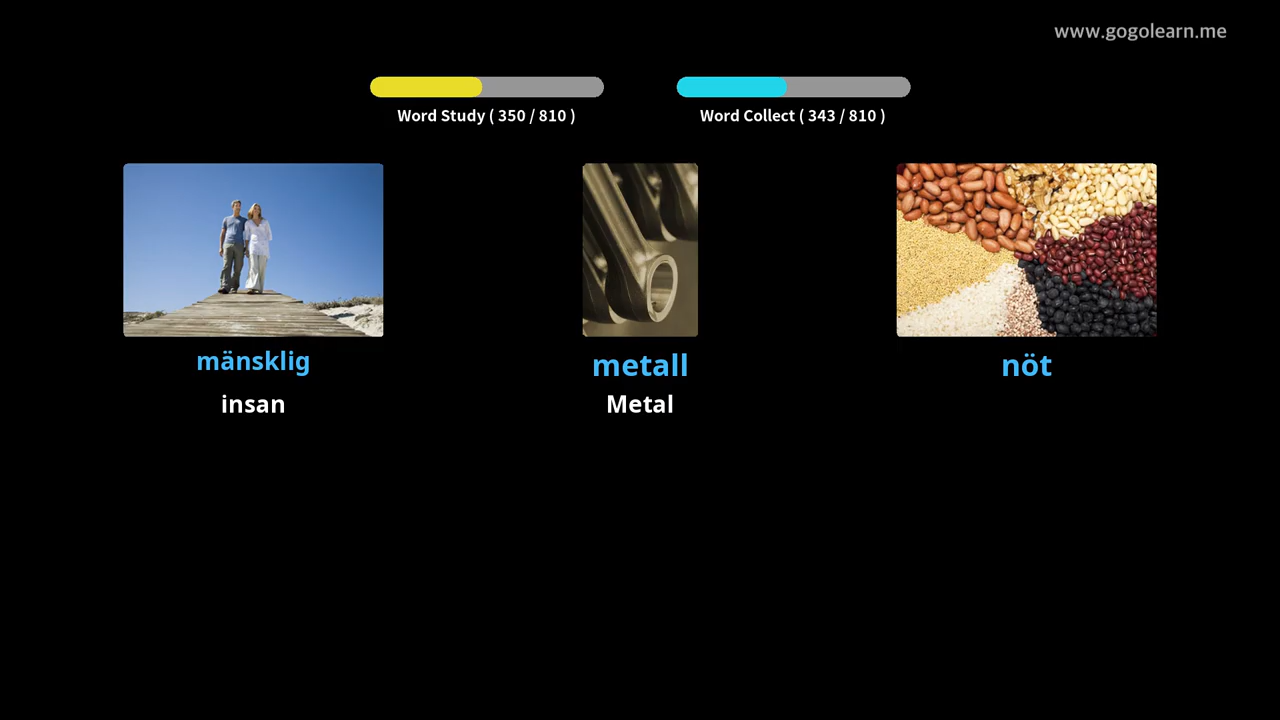 www.gogolearn.me
Word Study ( 350 / 810 )
Word Collect ( 343 / 810 )
mänsklig
metall
nöt
insan
Metal